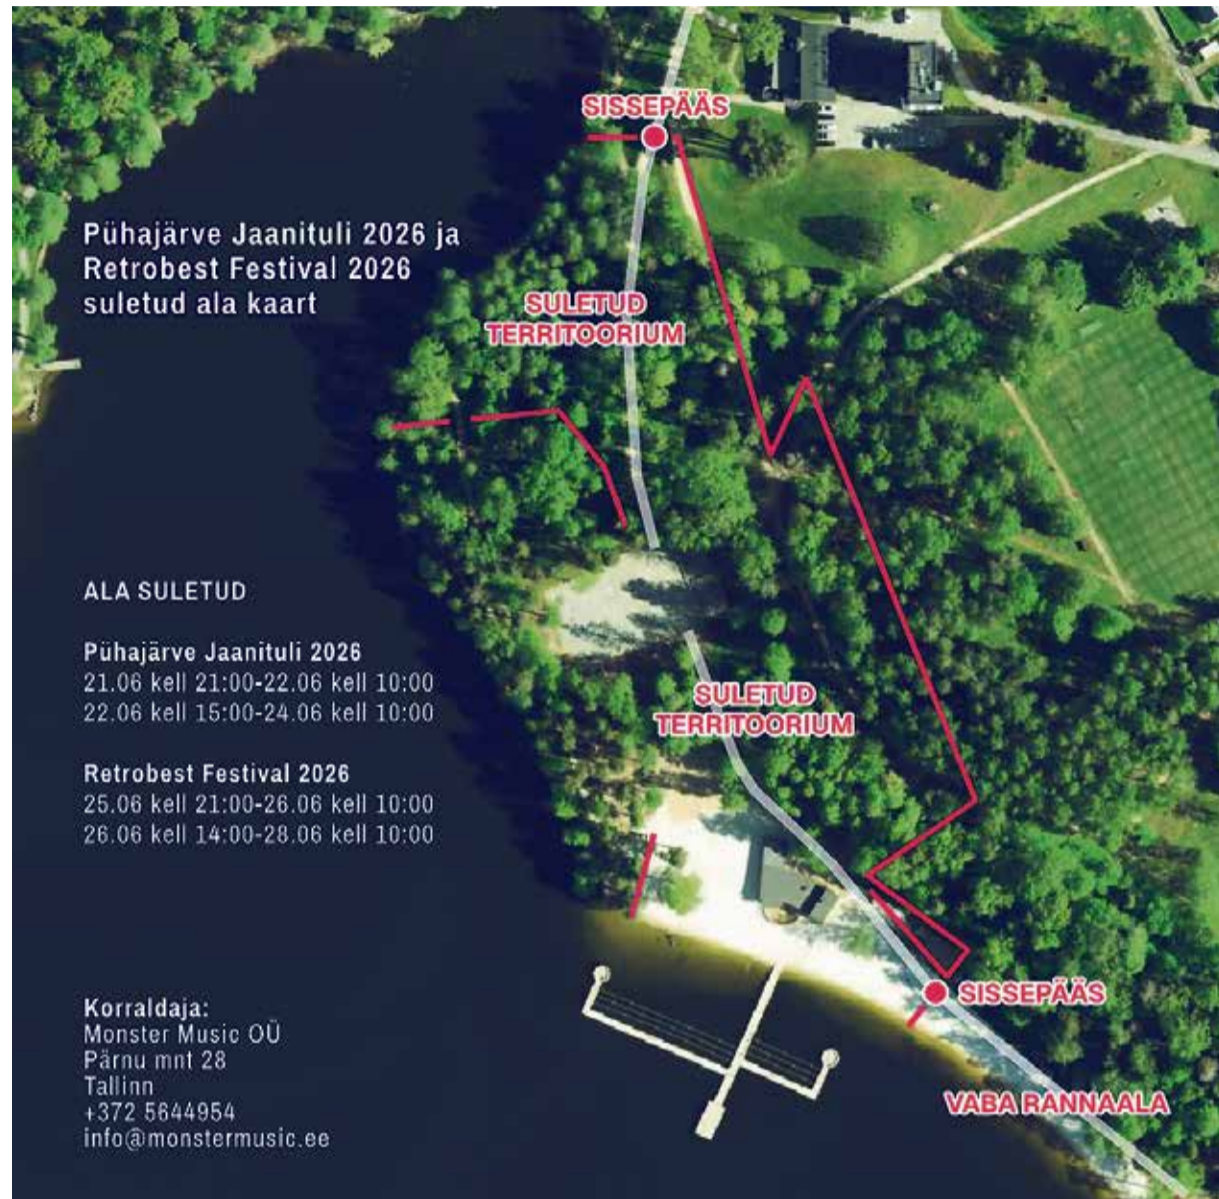 SISSEPÄÄS
Pühajärve Jaanituli 2026 ja
Retrobest Festival 2026
suletud ala kaart
SULETUD
TERRITOORIUM
ALA SULETUD
Pühajärve Jaanituli 2026
21.06 kell 21:00-22.06 kell 10:00
22.06 kell 15:00-24.06 kell 10:00
SULETUD
TERRITOORIUM
Retrobest Festival 2026
25.06 kell 21:00-26.06 kell 10:00
26.06 kell 14:00-28.06 kell 10:00
Korraldaja:
Monster Music OÜ
Pärnu mnt 28
Tallinn
+372 5644954
info@monstermusic.ee
SISSEPÄÄS
VABA RANNAALA